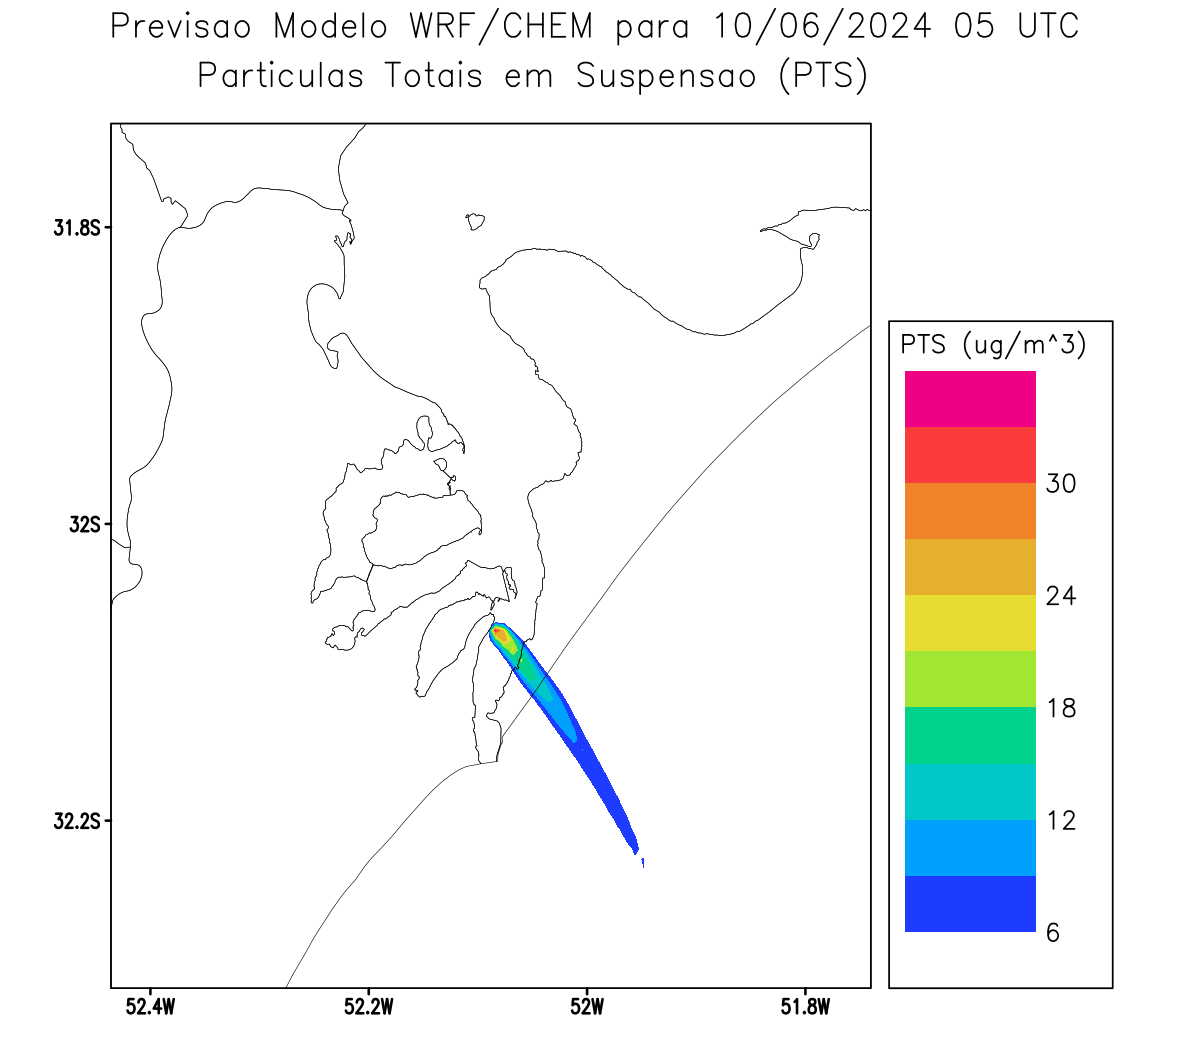 Previsao Modelo WRF/CHEM para 10/06/2024 05 UTC
Particulas Totais em Suspensao (PTS)
31.8S
32S
32.2S
52.4W
52.2W
52W
51.8W
PTS (ug/m^3)
30
24
18
12
6